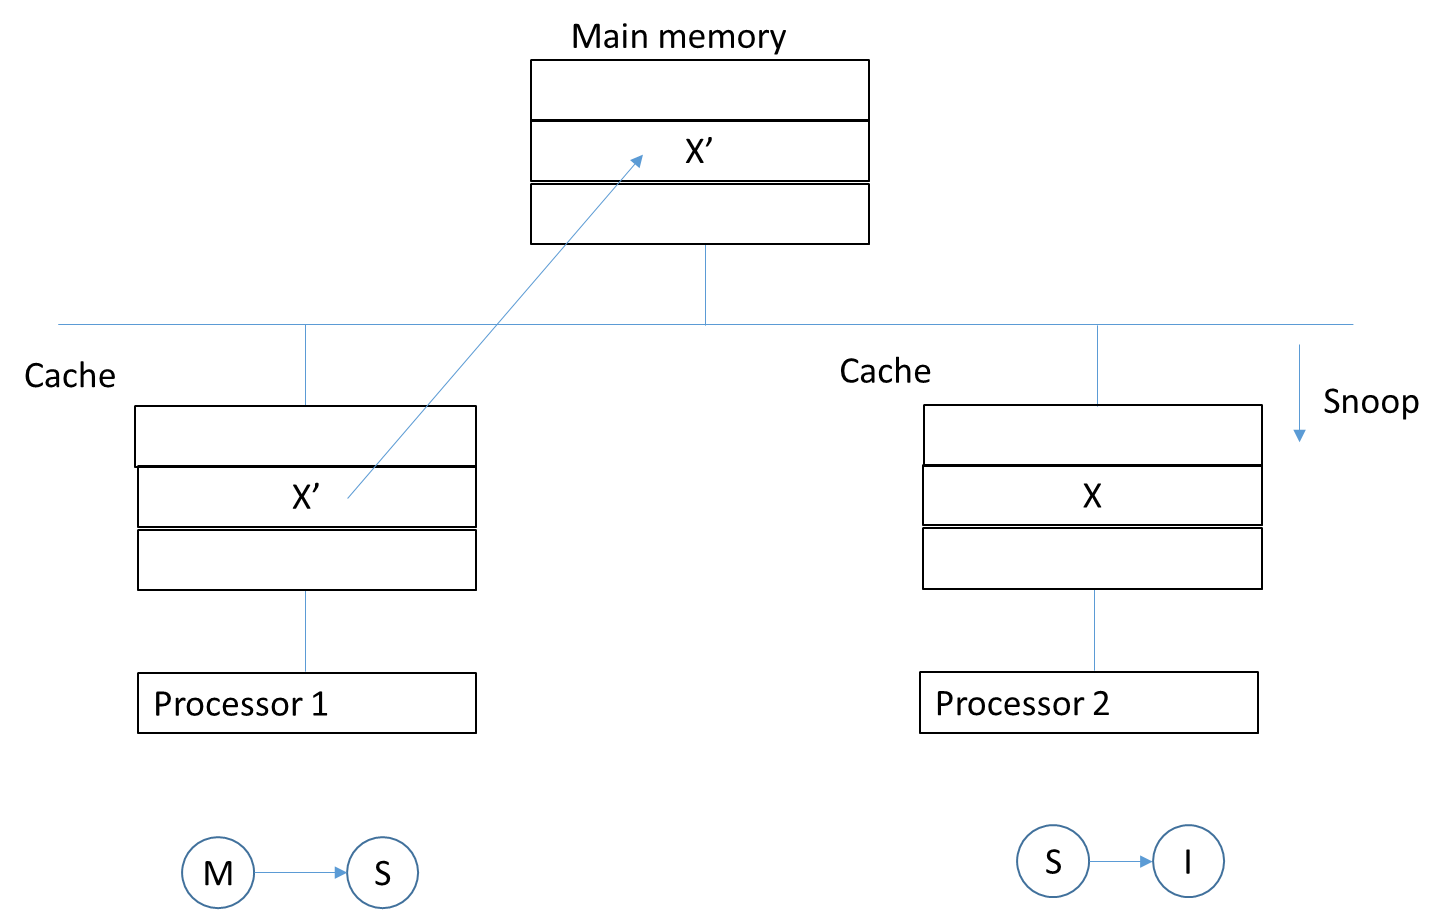 Main memory
X’
Cache
Cache
Snoop
X’
X
Processor 1
Processor 2
M
S
S
I